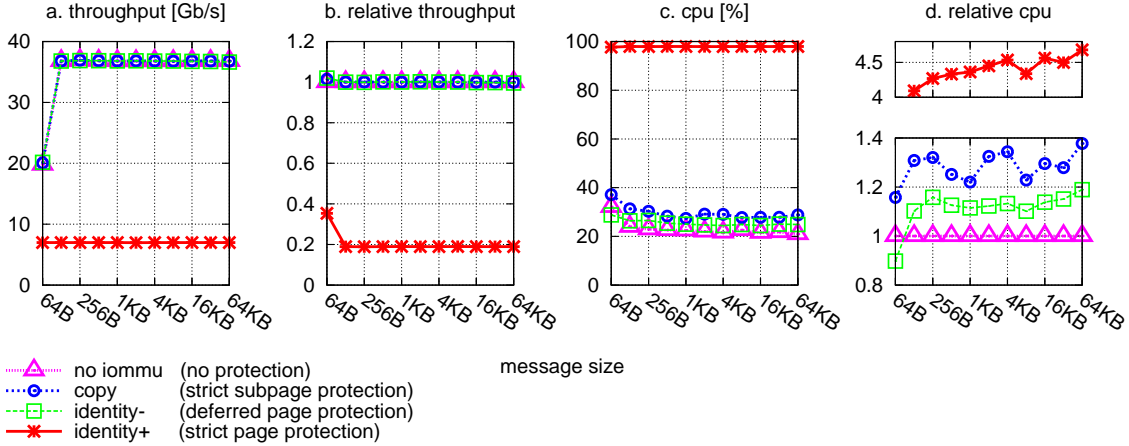 a. throughput [Gb/s]
40
30
20
10
0
64B
256B
1KB
4KB
16KB
64KB
b. relative throughput
1.2
1
0.8
0.6
0.4
0.2
0
64B
256B
1KB
4KB
16KB
64KB
c. cpu [%]
100
80
60
40
20
0
64B
256B
1KB
4KB
16KB
64KB
d. relative cpu
4.5
4
1.4
1.2
1
0.8
64B
256B
1KB
4KB
16KB
64KB
message size
no iommu (no protection)
copy (strict subpage protection)
identity- (deferred page protection)
identity+ (strict page protection)